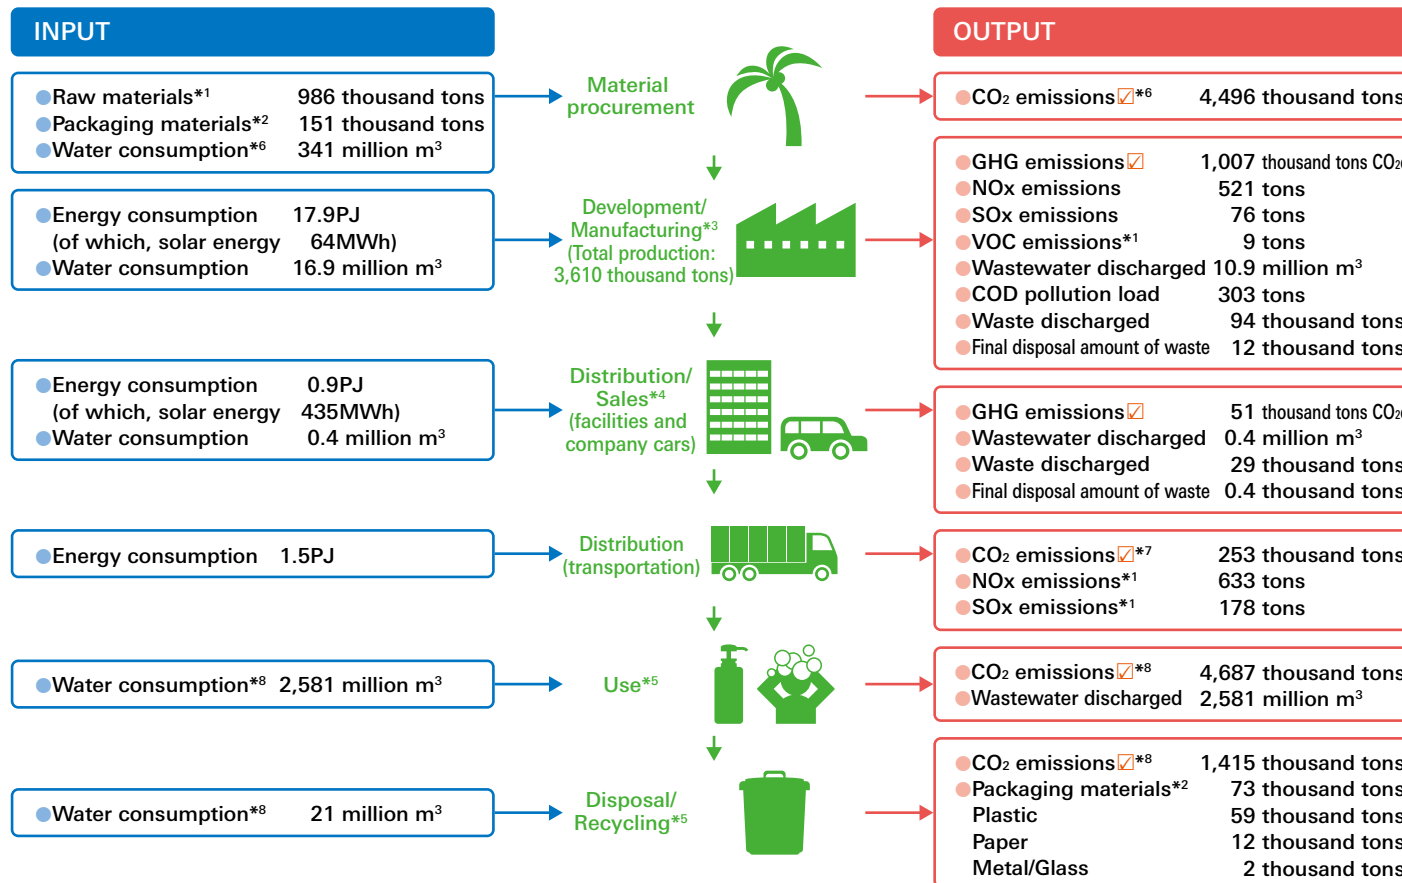 INPUT
●Raw materials*1 986 thousand tons
●Packaging materials*2 151 thousand tons
●Water consumption*6 341 million m3
●Energy consumption 17.9PJ
(of which, solar energy 64MWh)
●Water consumption 16.9 million m3
●Energy consumption 0.9PJ
(of which, solar energy 435MWh)
●Water consumption 0.4 million m3
●Energy consumption 1.5PJ
●Water consumption*8 2,581 million m3
●Water consumption*8 21 million m3
Material
procurement
Development/
Manufacturing*3
(Total production:
3,610 thousand tons)
Distribution/
Sales*4
(facilities and
company cars)
Distribution
(transportation)
Use*5
Disposal/
Recycling*5
OUTPUT
●CO2 emissions☑*6 4,496 thousand tons
●GHG emissions☑ 1,007 thousand tons CO2e
●NOx emissions 521 tons
●SOx emissions 76 tons
●VOC emissions*1 9 tons
●Wastewater discharged 10.9 million m3
●COD pollution load 303 tons
●Waste discharged 94 thousand tons
●Final disposal amount of waste 12 thousand tons
●GHG emissions☑ 51 thousand tons CO2e
●Wastewater discharged 0.4 million m3
●Waste discharged 29 thousand tons
●Final disposal amount of waste 0.4 thousand tons
●CO2 emissions☑*7 253 thousand tons
●NOx emissions*1 633 tons
●SOx emissions*1 178 tons
●CO2 emissions☑*8 4,687 thousand tons
●Wastewater discharged 2,581 million m3
●CO2 emissions☑*8 1,415 thousand tons
●Packaging materials*2 73 thousand tons
Plastic 59 thousand tons
Paper 12 thousand tons
Metal/Glass 2 thousand tons